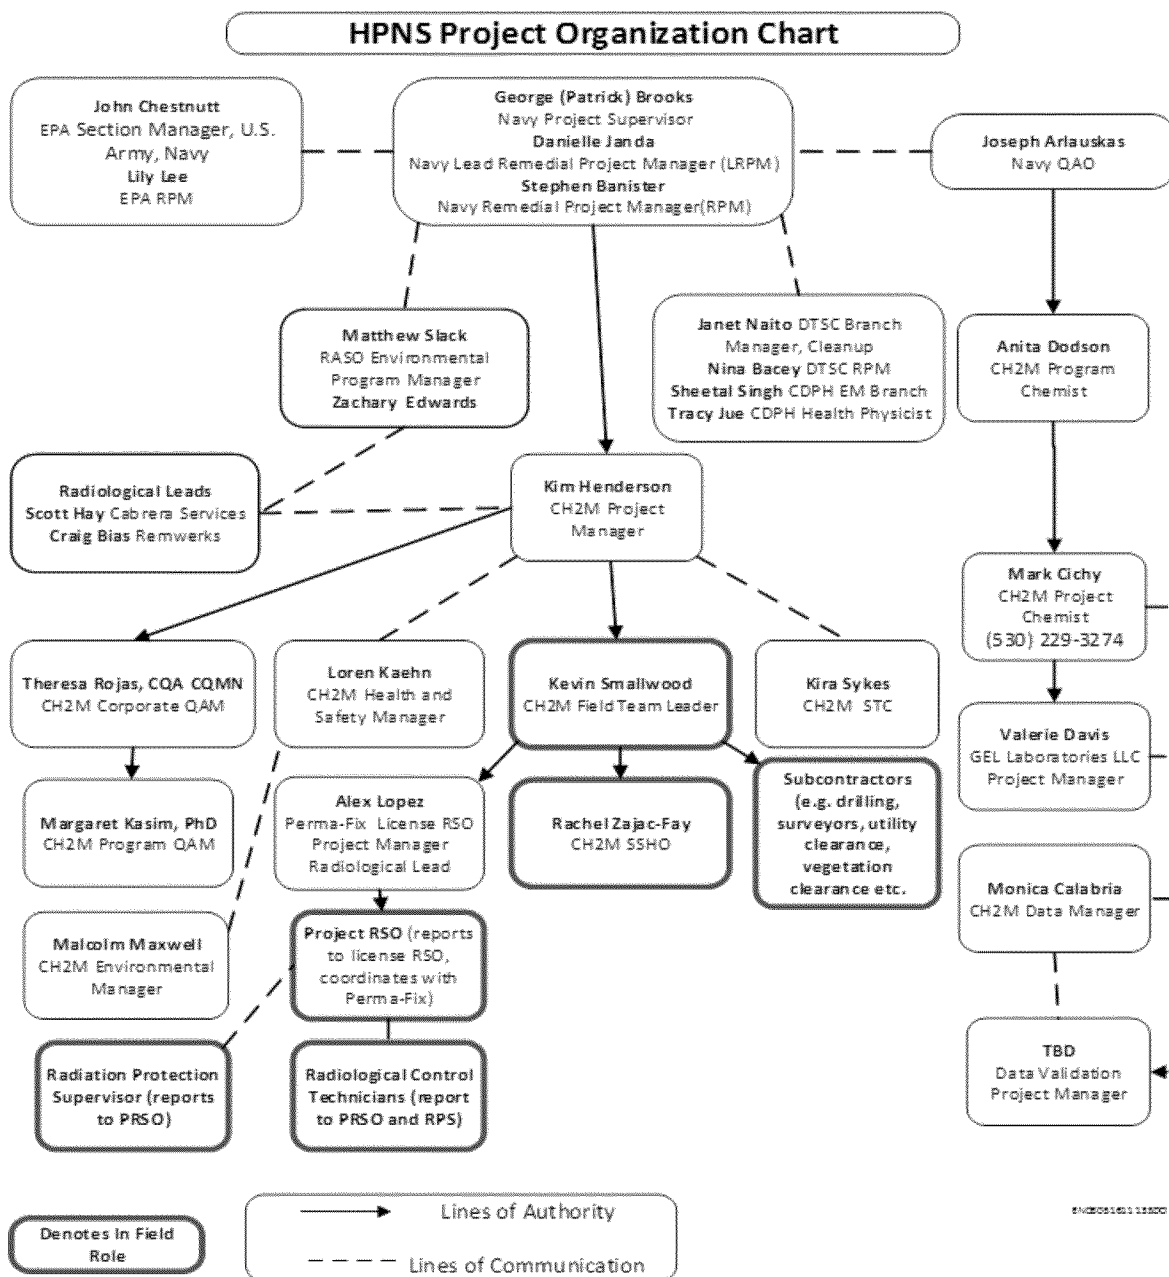 HPNS Project Organization Chart
John Chestnutt
EPA Section Manager, U.S.
Army, Navy
Lily Lee
EPA RPM
George (Patrick) Brooks
Navy Project Supervisor
Danielle Janda
Navy Lead Remedial Project Manager (LRPM)
Stephen Banister
Navy Remedial Project Manager(RPM)
Joseph Arlauskas
Navy QAO
Matthew Slack
RASO Environmental
Program Manager
Zachary Edwards
Janet Naito DTSC Branch
Manager, Cleanup
Nina Bacey DTSC RPM
Sheetal Singh CDPH EM Branch
Tracy Jue CDPH Health Physicist
Anita Dodson
CH2M Program
Chemist
Radiological Leads
Scott Hay Cabrera Services
Craig Bias Remwerks
Kim Henderson
CH2M Project
Manager
Mark Cichy
CH2M Project
Chemist
(530) 229-3274
Theresa Rojas, CQA CQMN
CH2M Corporate QAM
Loren Kaehn
CH2M Health and
Safety Manager
Kevin Smallwood
CH2M Field Team Leader
Kira Sykes
CH2M STC
Valerie Davis
GEL Laboratories LLC
Project Manager
Margaret Kasim, PhD
CH2M Program QAM
Alex Lopez
Perma-Fix License RSO
Project Manager
Radiological Lead
Rachel Zajac-Fay
CH2M SSHO
Subcontractors
(e.g. drilling,
surveyors, utility
clearance,
vegetation
clearance etc.
Monica Calabria
CH2M Data Manager
Malcolm Maxwell
CH2M Environmental
Manager
Project RSO (reports
to license RSO,
coordinates with
Perma-Fix)
TBD
Data Validation
Project Manager
Radiation Protection
Supervisor (reports
to PRSO)
Radiological Control
Technicians (report
to PRSO and RPS)
Denotes In Field
Role
Lines of Authority
Lines of Communication